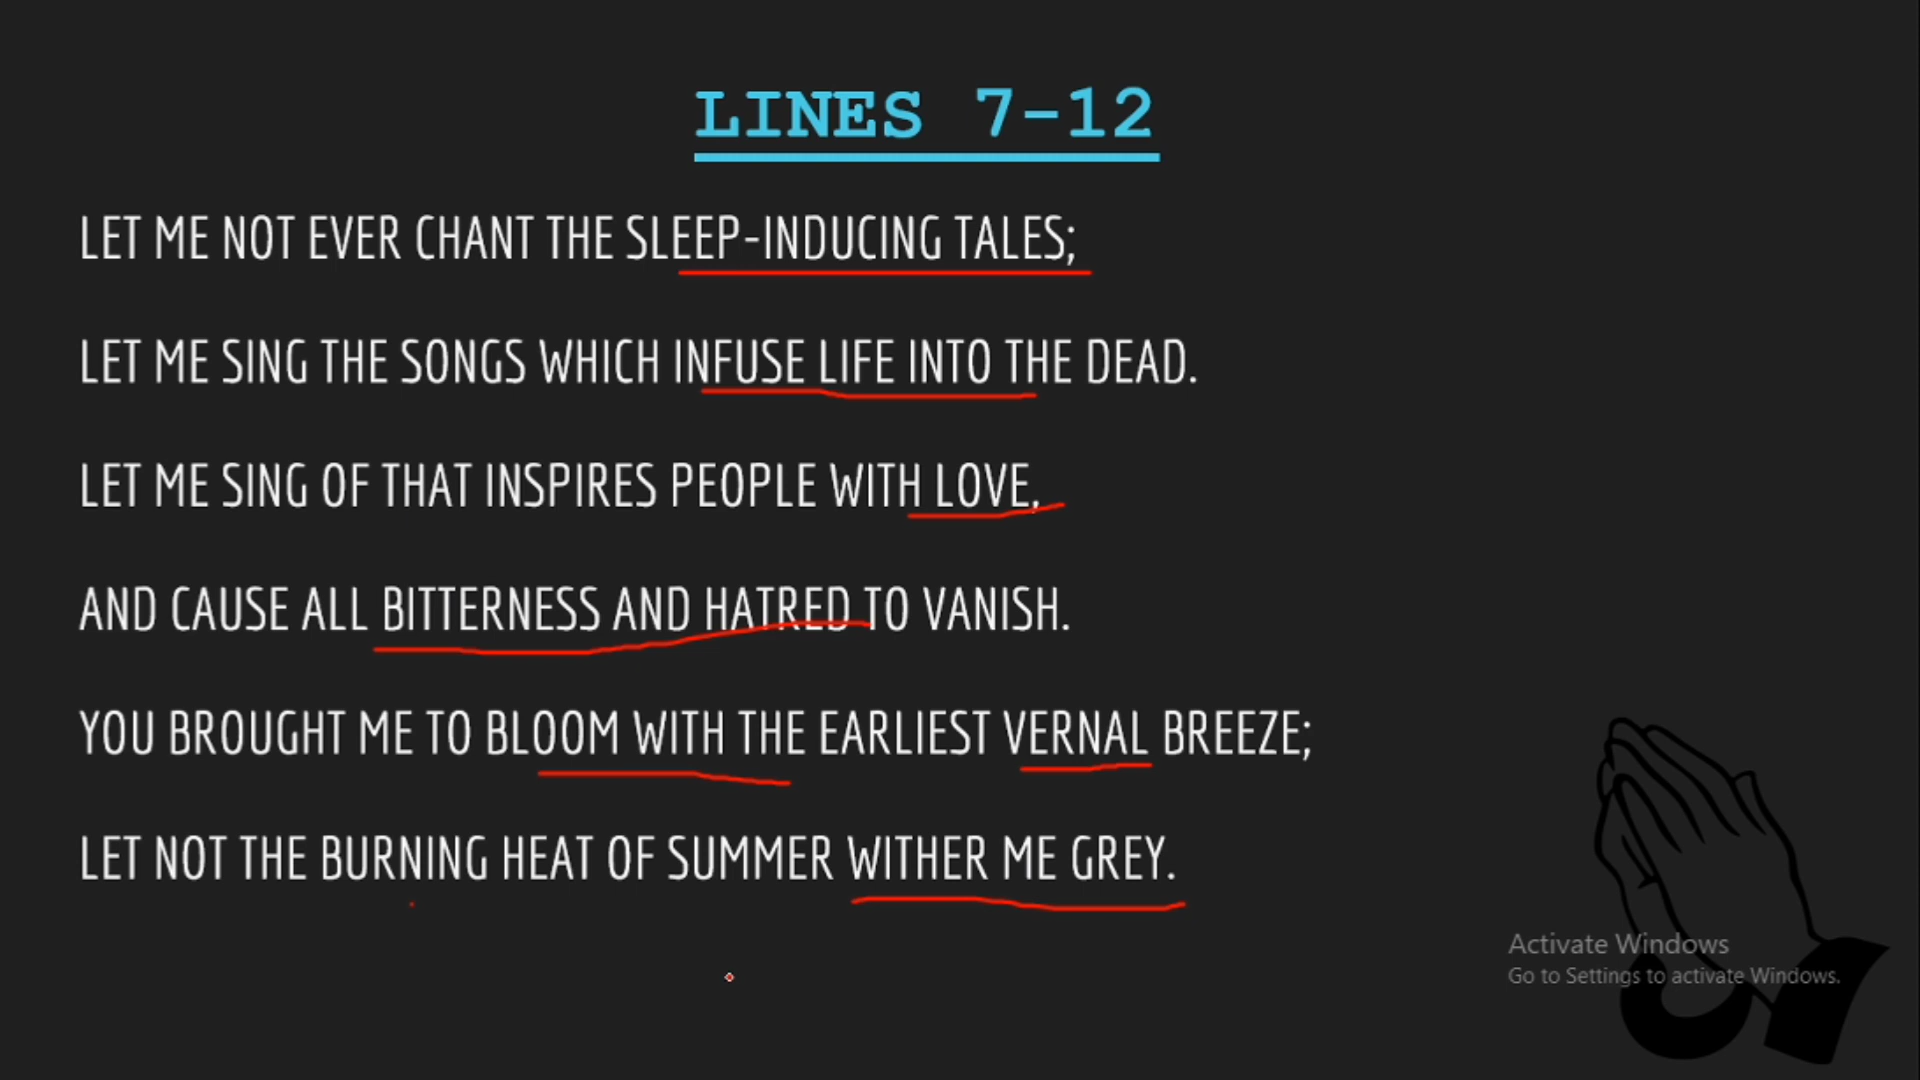 LINES 7-12
LET ME NOT EVER CHANT THE SLEEP-INDUCING TALES;
LET ME SING THE SONGS WHICH INFUSE LIFE INTO THE DEAD.
LET ME SING OF THAT INSPIRES PEOPLE WITH LOVE,
AND CAUSE ALL BITTERNESS AND HATRED TO VANISH.
YOU BROUGHT ME TO BLOOM WITH THE EARLIEST VERNAL BREEZE;
LET NOT THE BURNING HEAT OF SUMMER WITHER ME GREY.
Activate Windows
Go to Settings to activate Windows.